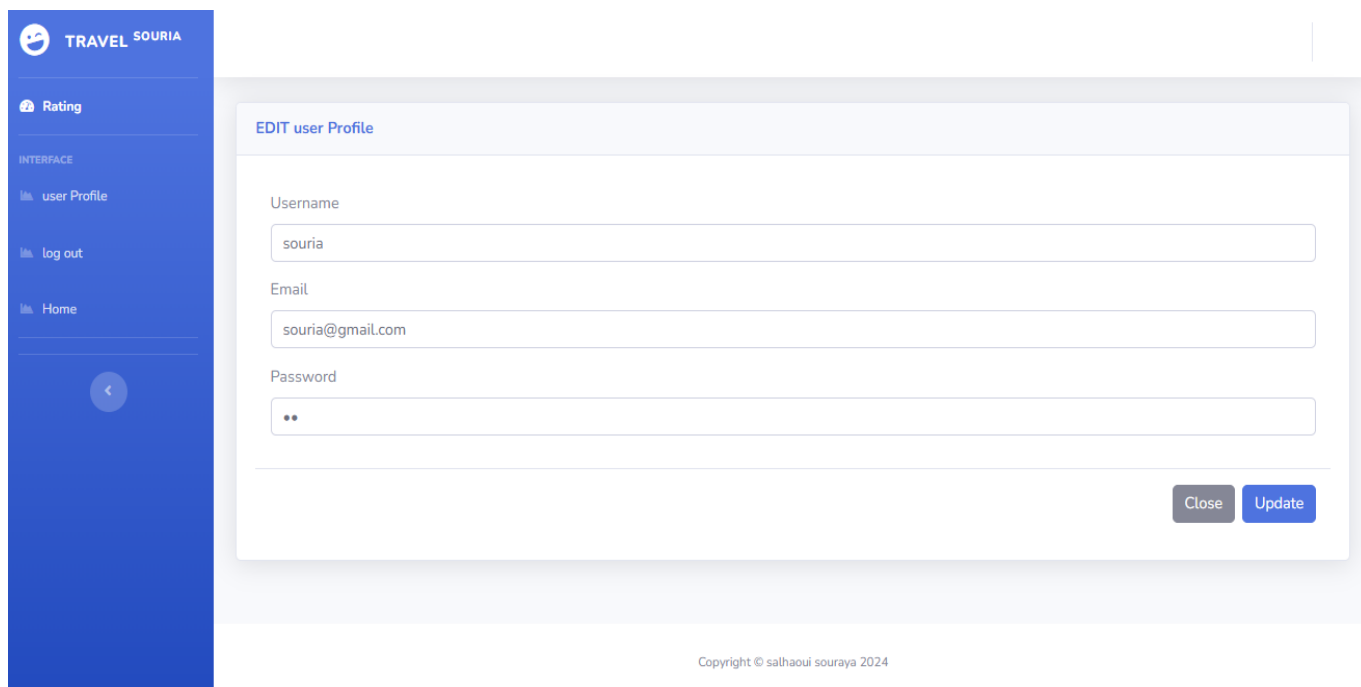 TRAVEL SOURIA
Rating
INTERFACE
user Profile
log out
Home
EDIT user Profile
Username
souria
Email
souria@gmail.com
Password
••
Close Update
Copyright © salhaoui souraya 2024